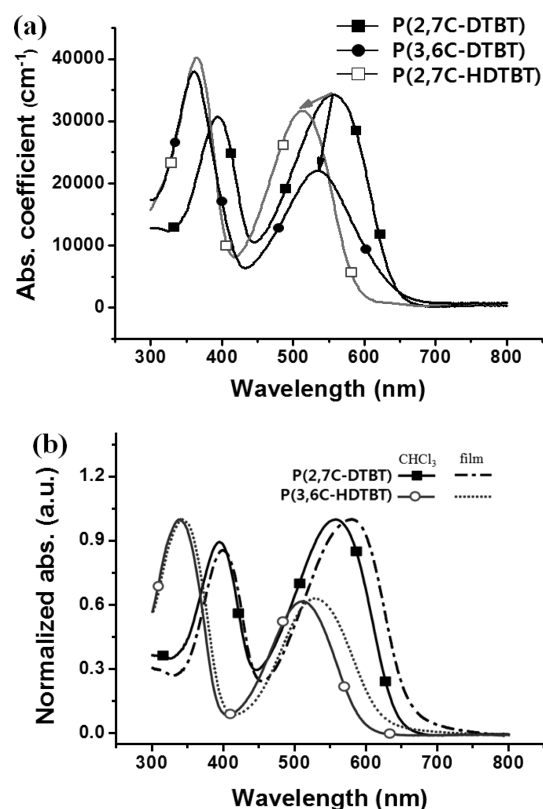 (a)
P(2,7C-DTBT)
P(3,6C-DTBT)
P(2,7C-HDTBT)
40000
30000
20000
10000
0
Abs. coefficient (cm⁻¹)
300 400 500 600 700 800
Wavelength (nm)
(b)
CHCl₃ film
P(2,7C-DTBT)
P(3,6C-HDTBT)
1.2
0.9
0.6
0.3
0.0
Normalized abs. (a.u.)
300 400 500 600 700 800
Wavelength (nm)